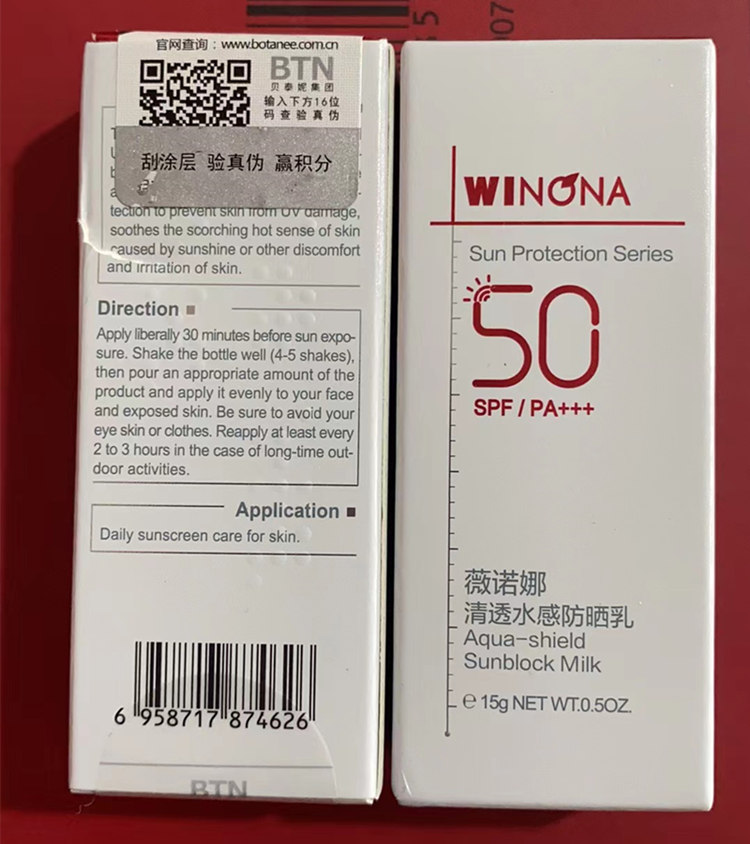 官网查询：www.botanee.com.cn
BTN
贝泰妮集团
输入下方16位
码查验真伪
刮涂层 验真伪 赢积分
tection to prevent skin from UV damage,
soothes the scorching hot sense of skin
caused by sunshine or other discomfort
and irritation of skin.
Direction
Apply liberally 30 minutes before sun expo-
sure. Shake the bottle well (4-5 shakes),
then pour an appropriate amount of the
product and apply it evenly to your face
and exposed skin. Be sure to avoid your
eye skin or clothes. Reapply at least every
2 to 3 hours in the case of long-time out-
door activities.
Application
Daily sunscreen care for skin.
6 958717 874626
BTN
WINONA
Sun Protection Series
50
SPF / PA+++
薇诺娜
清透水感防晒乳
Aqua-shield
Sunblock Milk
e 15g NET WT.0.5OZ.